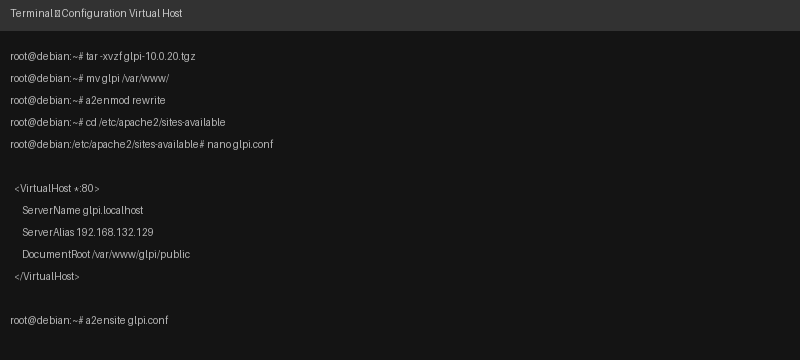 Terminal □ Configuration Virtual Host
root@debian:~# tar -xvzf glpi-10.0.20.tgz
root@debian:~# mv glpi /var/www/
root@debian:~# a2enmod rewrite
root@debian:~# cd /etc/apache2/sites-available
root@debian:/etc/apache2/sites-available# nano glpi.conf
<VirtualHost *:80>
ServerName glpi.localhost
ServerAlias 192.168.132.129
DocumentRoot /var/www/glpi/public
</VirtualHost>
root@debian:~# a2ensite glpi.conf